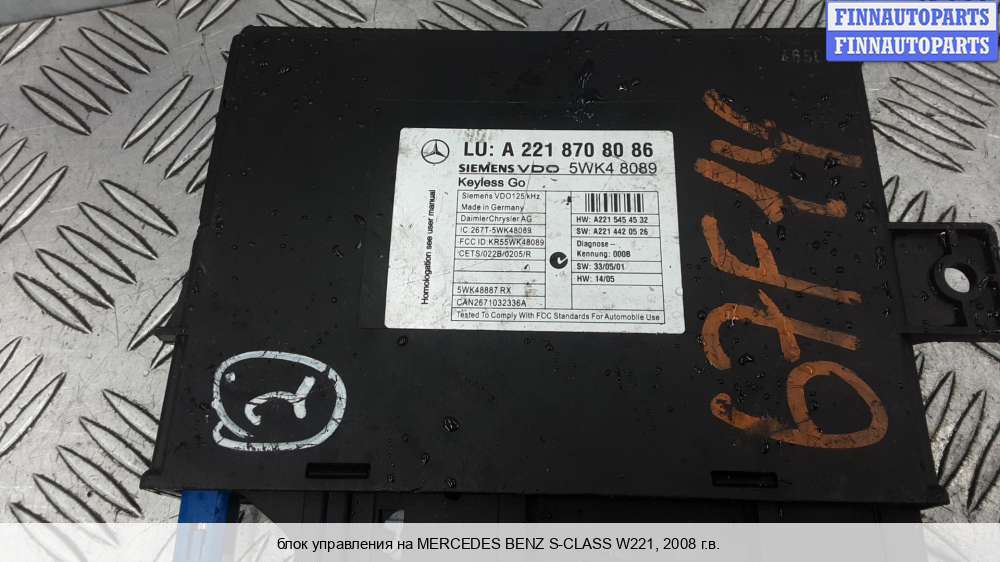 FINNAUTOPARTS
FINNAUTOPARTS
LU: A 221 870 80 86
SIEMENS VDO 5WK4 8089
Keyless Go
Homologation see user manual
Siemens VDO125 kHz
Made in Germany
DaimlerChrysler AG
IC:267T-5WK48089
FCC ID:KR55WK48089
CETS/022B/0205/R
5WK48887 RX
CAN2671032336A
HW: A221 545 45 32
SW: A221 442 05 26
Diagnose –
Kennung: 000B
SW: 33/05/01
HW: 14/05
Tested To Comply With FCC Standards For Automobile Use
FINNAUTOPARTS
FINNAUTOPARTS
блок управления на MERCEDES BENZ S-CLASS W221, 2008 г.в.